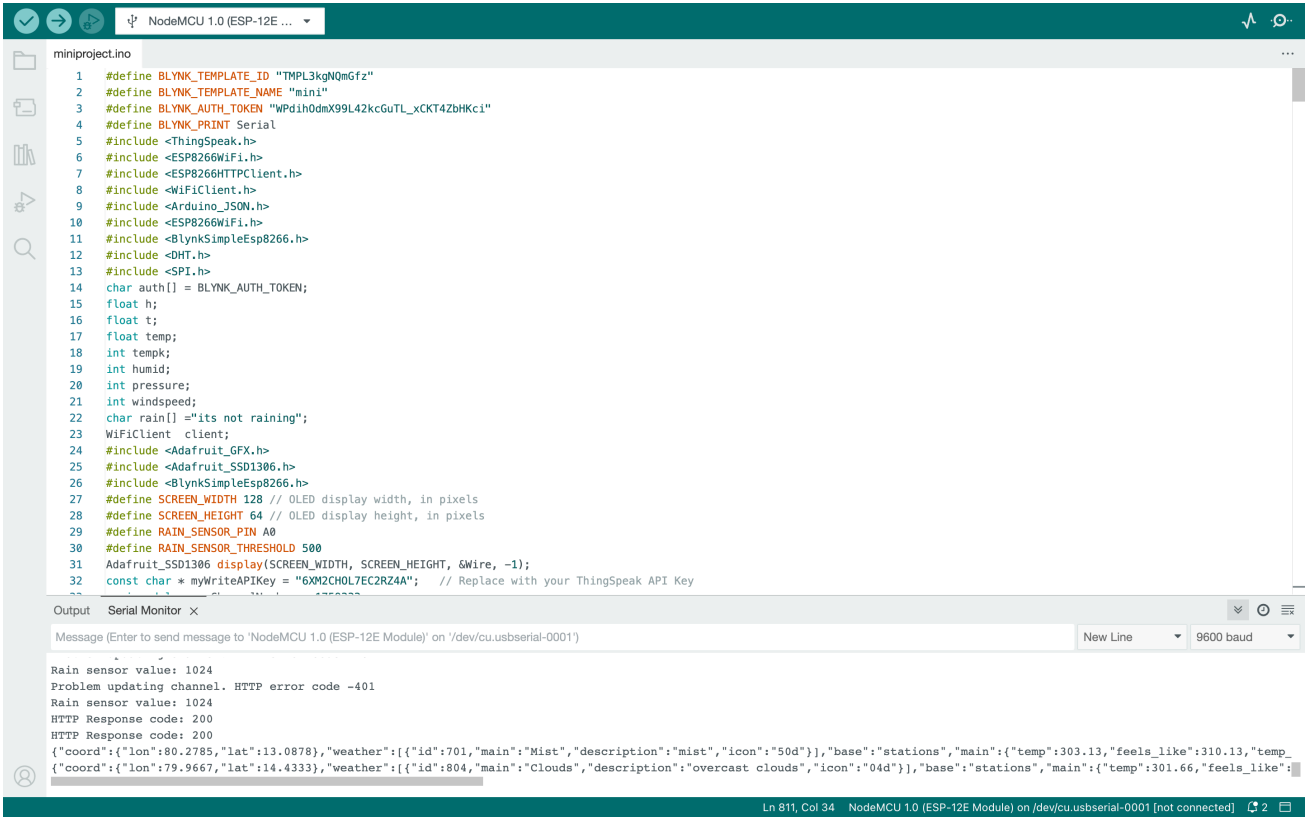 NodeMCU 1.0 (ESP-12E ...
miniproject.ino
1 #define BLYNK_TEMPLATE_ID "TMPL3kgNQmGfz"
2 #define BLYNK_TEMPLATE_NAME "mini"
3 #define BLYNK_AUTH_TOKEN "WPdihOdmX99L42kcGuTL_xCKT4ZbHKci"
4 #define BLYNK_PRINT Serial
5 #include <ThingSpeak.h>
6 #include <ESP8266WiFi.h>
7 #include <ESP8266HTTPClient.h>
8 #include <WiFiClient.h>
9 #include <Arduino_JSON.h>
10 #include <ESP8266WiFi.h>
11 #include <BlynkSimpleEsp8266.h>
12 #include <DHT.h>
13 #include <SPI.h>
14 char auth[] = BLYNK_AUTH_TOKEN;
15 float h;
16 float t;
17 float temp;
18 int tempk;
19 int humid;
20 int pressure;
21 int windspeed;
22 char rain[] ="its not raining";
23 WiFiClient  client;
24 #include <Adafruit_GFX.h>
25 #include <Adafruit_SSD1306.h>
26 #include <BlynkSimpleEsp8266.h>
27 #define SCREEN_WIDTH 128 // OLED display width, in pixels
28 #define SCREEN_HEIGHT 64 // OLED display height, in pixels
29 #define RAIN_SENSOR_PIN A0
30 #define RAIN_SENSOR_THRESHOLD 500
31 Adafruit_SSD1306 display(SCREEN_WIDTH, SCREEN_HEIGHT, &Wire, -1);
32 const char * myWriteAPIKey = "6XM2CHOL7EC2RZ4A";   // Replace with your ThingSpeak API Key
Output Serial Monitor
Message (Enter to send message to 'NodeMCU 1.0 (ESP-12E Module)' on '/dev/cu.usbserial-0001') New Line 9600 baud
Rain sensor value: 1024
Problem updating channel. HTTP error code -401
Rain sensor value: 1024
HTTP Response code: 200
HTTP Response code: 200
{"coord":{"lon":80.2785,"lat":13.0878},"weather":[{"id":701,"main":"Mist","description":"mist","icon":"50d"}],"base":"stations","main":{"temp":303.13,"feels_like":310.13,"temp_
{"coord":{"lon":79.9667,"lat":14.4333},"weather":[{"id":804,"main":"Clouds","description":"overcast clouds","icon":"04d"}],"base":"stations","main":{"temp":301.66,"feels_like":
Ln 811, Col 34 NodeMCU 1.0 (ESP-12E Module) on /dev/cu.usbserial-0001 [not connected] 2